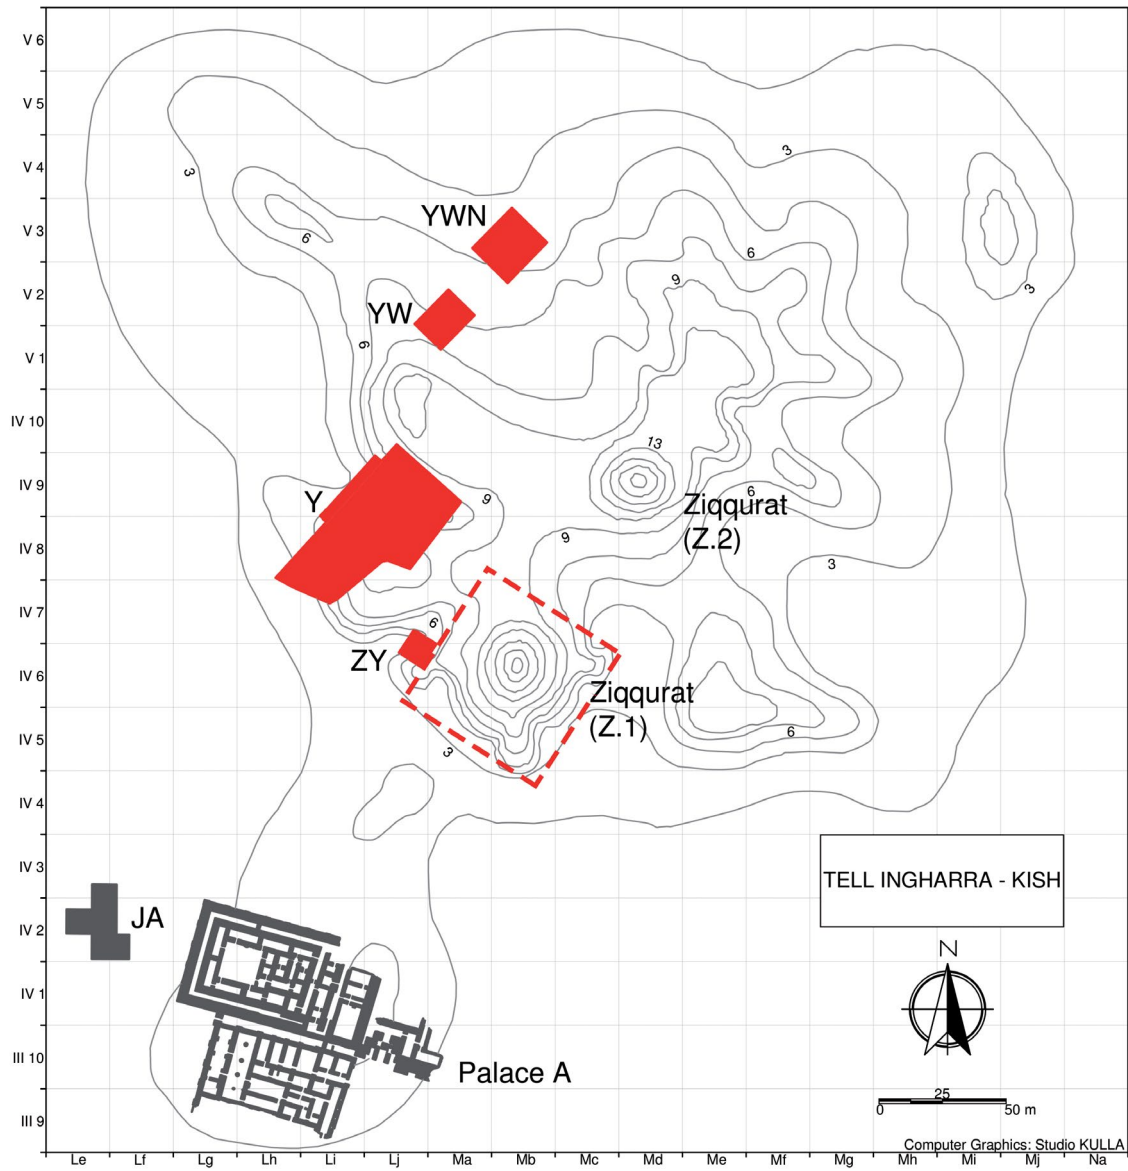 V 6
V 5
V 4
3
3
YWN
V 3
6
6
V 2
9
3
YW
V 1
6
IV 10
13
IV 9
Y
9
6
Ziqqurat
(Z.2)
IV 8
9
3
IV 7
6
ZY
IV 6
Ziqqurat
(Z.1)
IV 5
3
6
IV 4
IV 3
TELL INGHARRA - KISH
JA
IV 2
N
IV 1
III 10
Palace A
25
0
50 m
III 9
Computer Graphics: Studio KULLA
Le Lf Lg Lh Li Lj Ma Mb Mc Md Me Mf Mg Mh Mi Mj Na